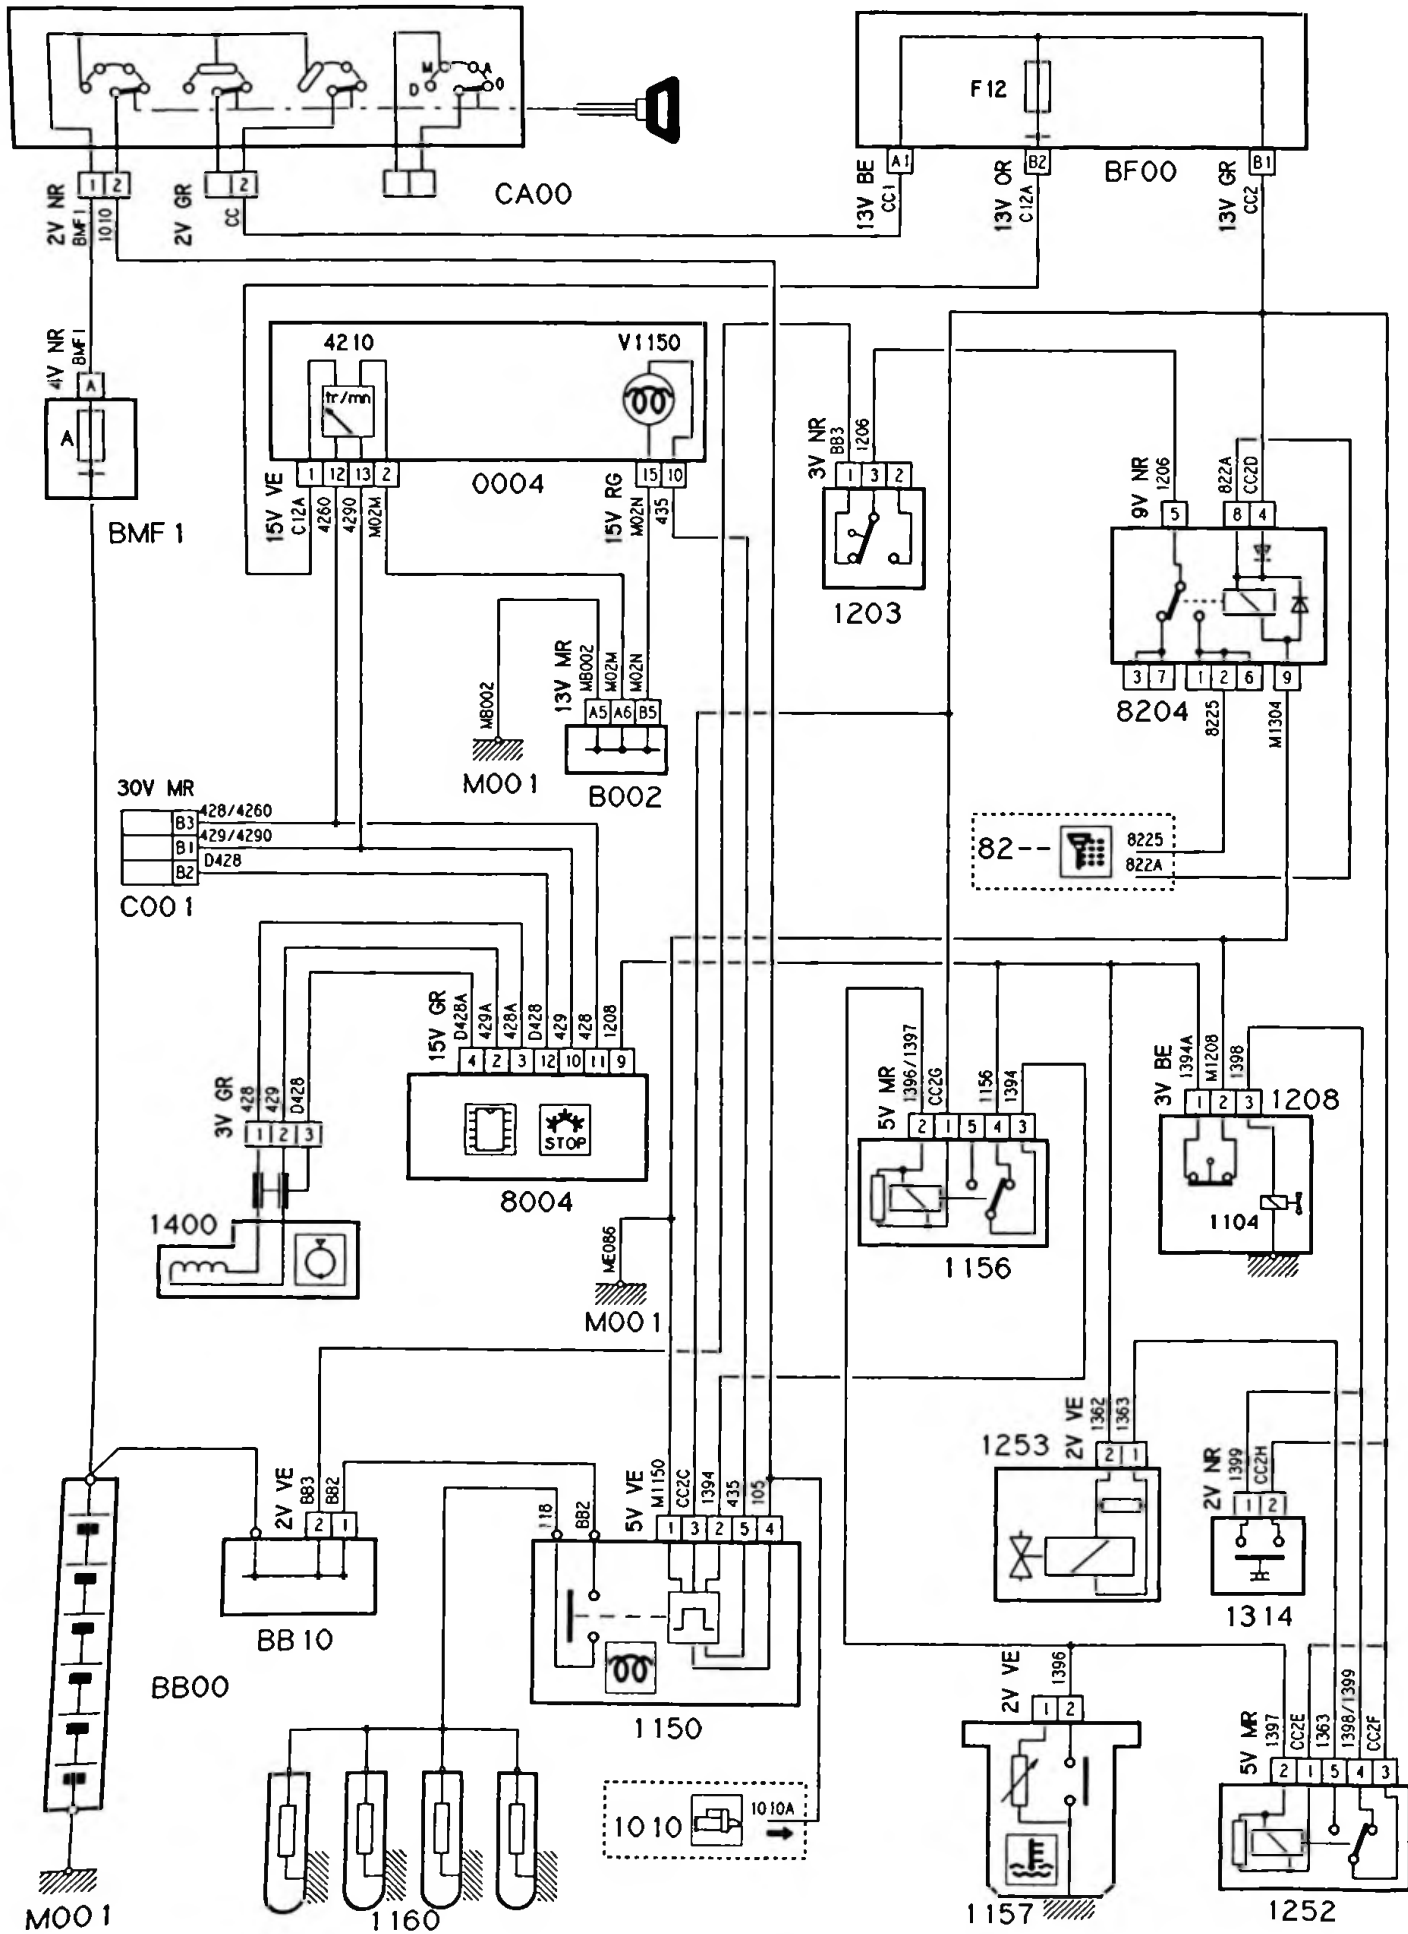 M A
D O
CA00
1 2
2
2V NR
BMF1
1010
2V GR
CC
F12
A1
B2
B1
BF00
13V BE
CC1
13V OR
C12A
13V GR
CC2
4V NR
BMF1
A
A
BMF1
4210
V1150
tr/mn
1 12 13 2
15 10
0004
15V VE
C12A
4260
4290
M02M
15V RG
M02N
435
3V NR
BB3
1206
1 3 2
1203
9V NR
1206
822A
CC2D
5
8 4
3 7
1 2 6
9
8204
8225
M1304
M8002
M001
13V MR
M8002
M02M
M02N
A5 A6 B5
B002
30V MR
B3 428/4260
B1 429/4290
B2 D428
C001
82--
8225
822A
15V GR
D428A
429A
428A
D428
429
428
1208
4 2 3 12 10 11 9
STOP
8004
3V GR
428
429
D428
1 2 3
1400
5V MR
1396/1397
CC2G
1156
1394
2 1 5 4 3
1156
3V BE
1394A
M1208
1398
1 2 3
1208
1104
ME086
M001
2V VE
BB3
BB2
2 1
BB10
BB00
M001
118
BB2
5V VE
M1150
CC2C
1394
435
105
1 3 2 5 4
1150
1160
1010
1010A
1253
2V VE
1362
1363
2 1
2V NR
1399
CC2H
1 2
1314
2V VE
1396
1 2
1157
5V MR
1397
CC2E
1363
1398/1399
CC2F
2 1 5 4 3
1252